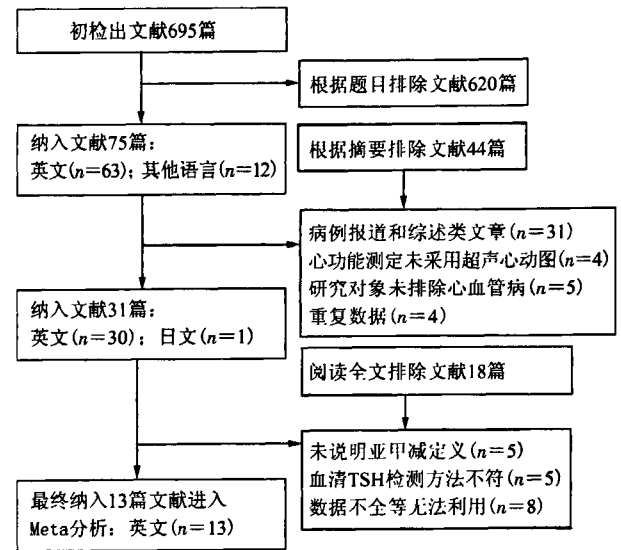 初检出文献695篇
根据题目排除文献620篇
纳入文献75篇：
英文(n=63)；其他语言(n=12)
根据摘要排除文献44篇
病例报道和综述类文章(n=31)
心功能测定未采用超声心动图(n=4)
研究对象未排除心血管病(n=5)
重复数据(n=4)
纳入文献31篇：
英文(n=30)；日文(n=1)
阅读全文排除文献18篇
未说明亚甲减定义(n=5)
血清TSH检测方法不符(n=5)
数据不全等无法利用(n=8)
最终纳入13篇文献进入
Meta分析：英文(n=13)